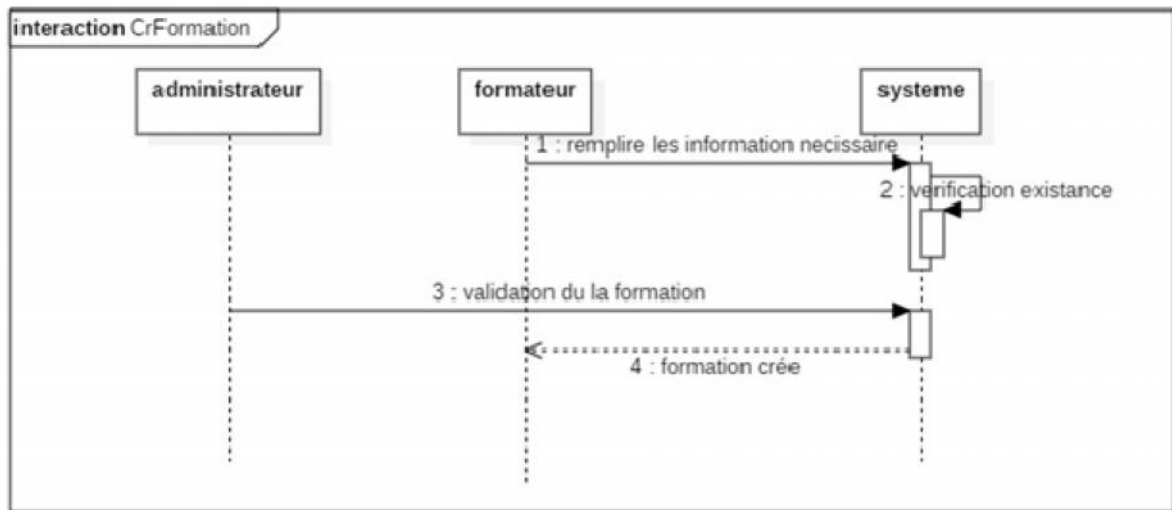 interaction CrFormation
administrateur
formateur
systeme
1 : remplire les information neciissaire
2 : verification existance
3 : validation du la formation
4 : formation crée